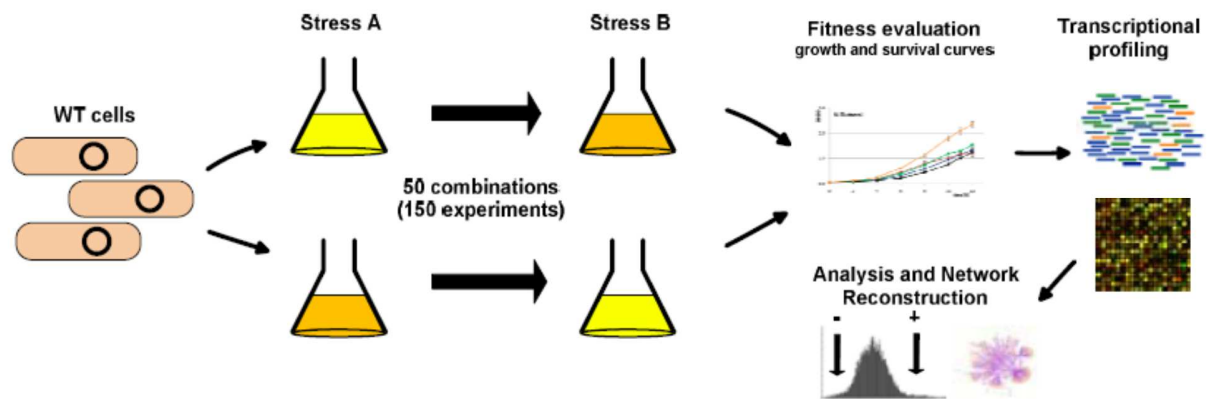 Stress A
Stress B
Fitness evaluation
growth and survival curves
Transcriptional
profiling
WT cells
50 combinations
(150 experiments)
Analysis and Network
Reconstruction
- +